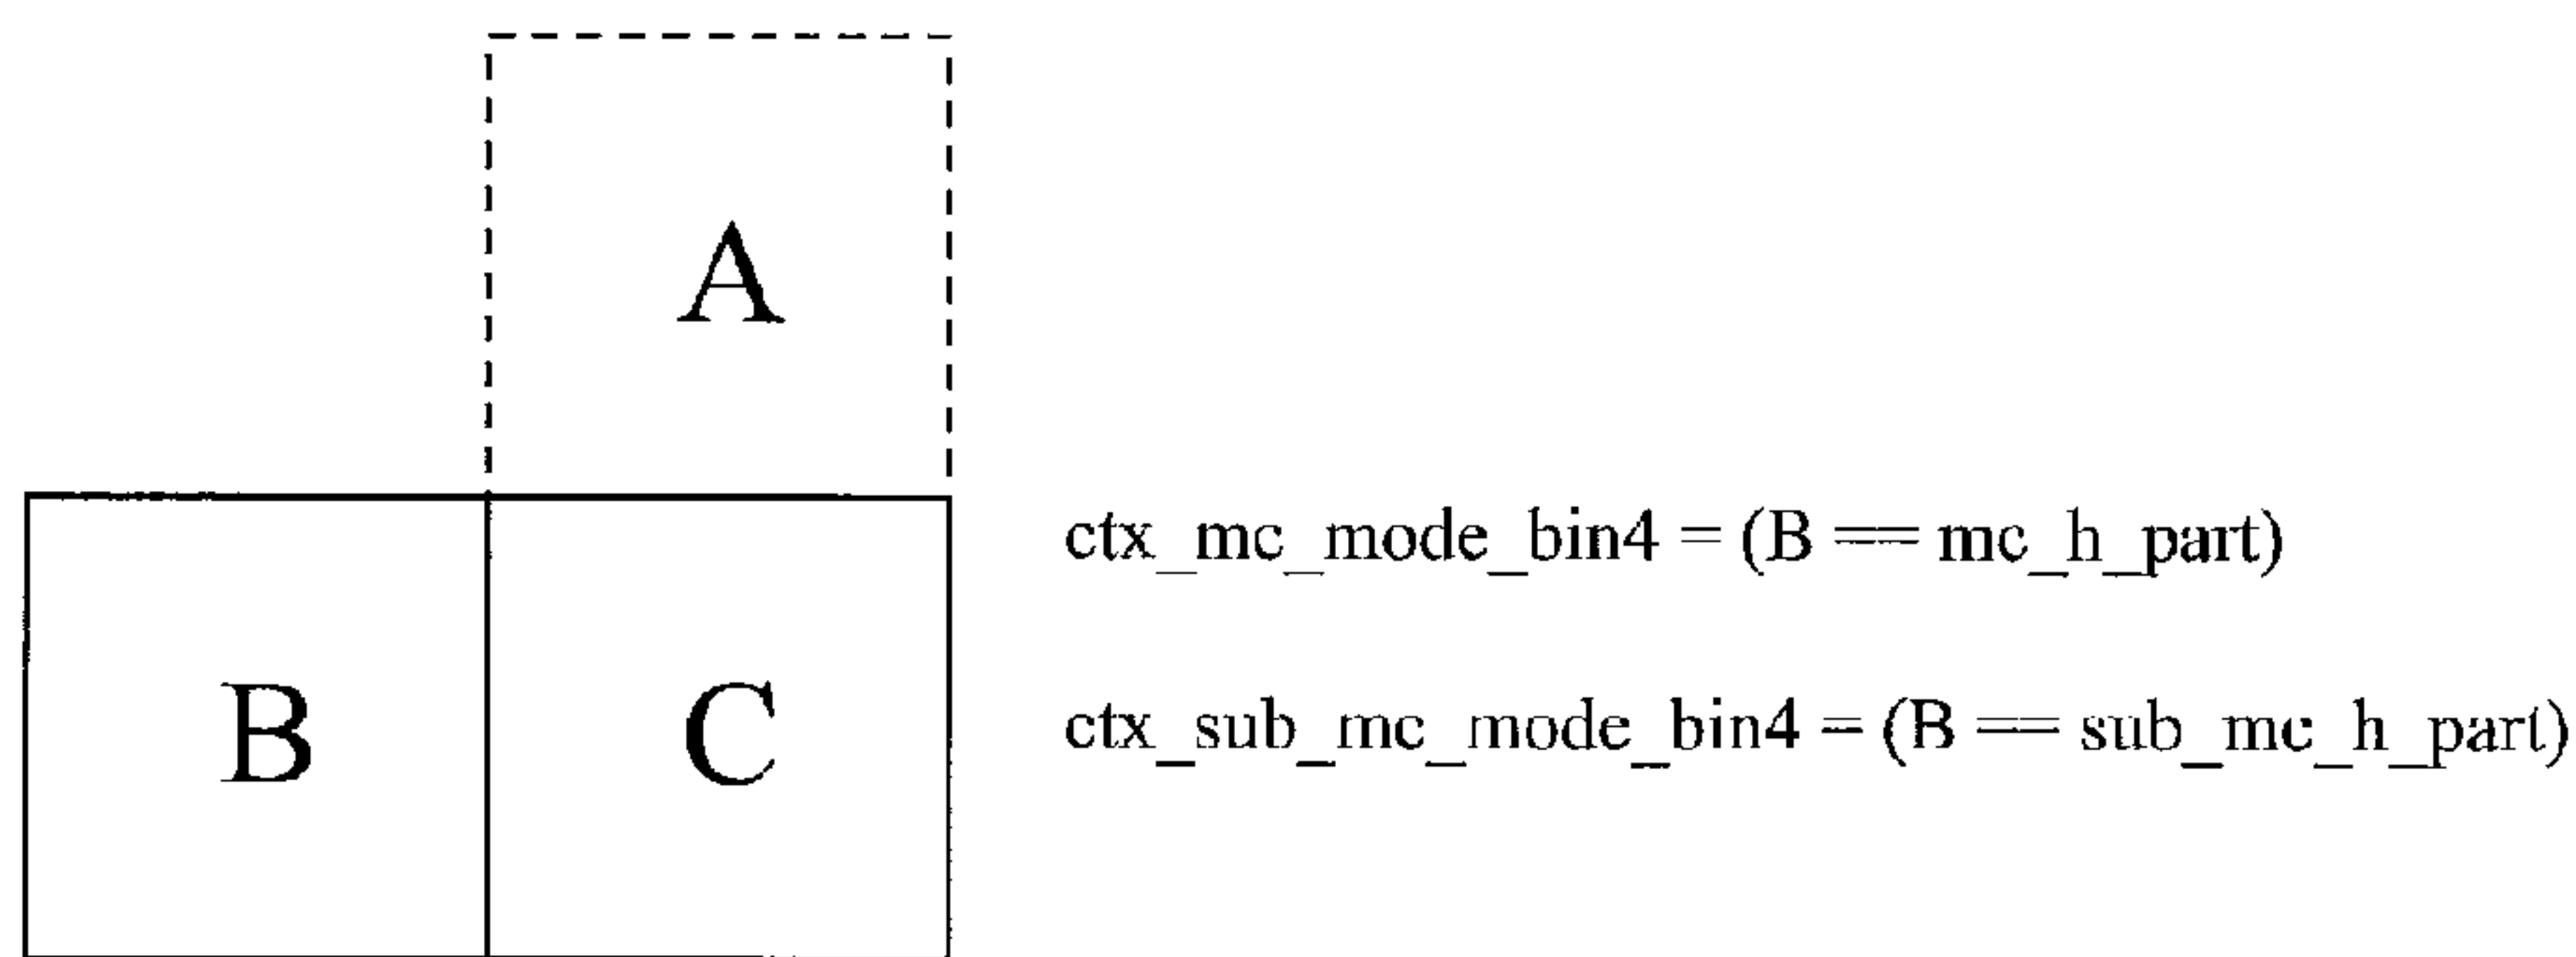 A
ctx_mc_mode_bin4 = (B == mc_h_part)
B
C
ctx_sub_mc_mode_bin4 = (B == sub_mc_h_part)